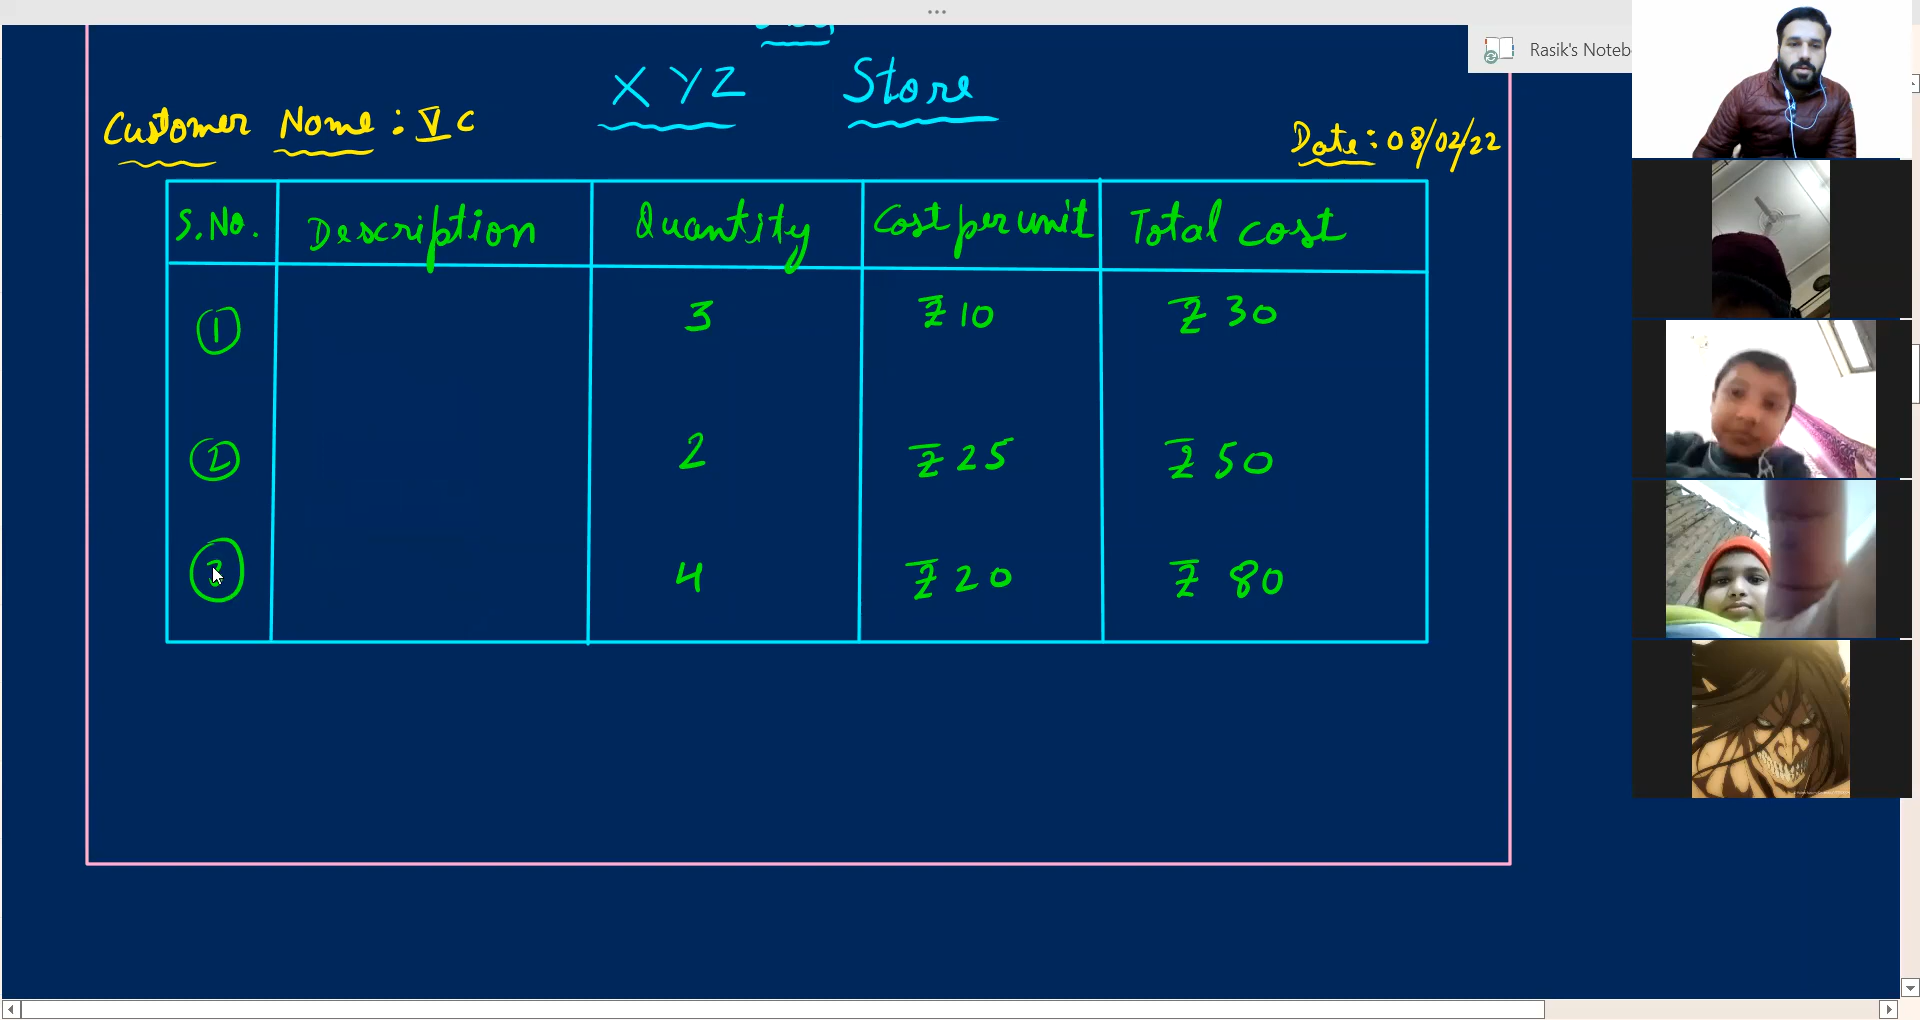 XYZ Store
Rasik's Noteb
Customer Name : V C
Date: 08/02/22
S.No. Description Quantity Cost per unit Total cost
1 3 ₹ 10 ₹ 30
2 2 ₹ 25 ₹ 50
3 4 ₹ 20 ₹ 80